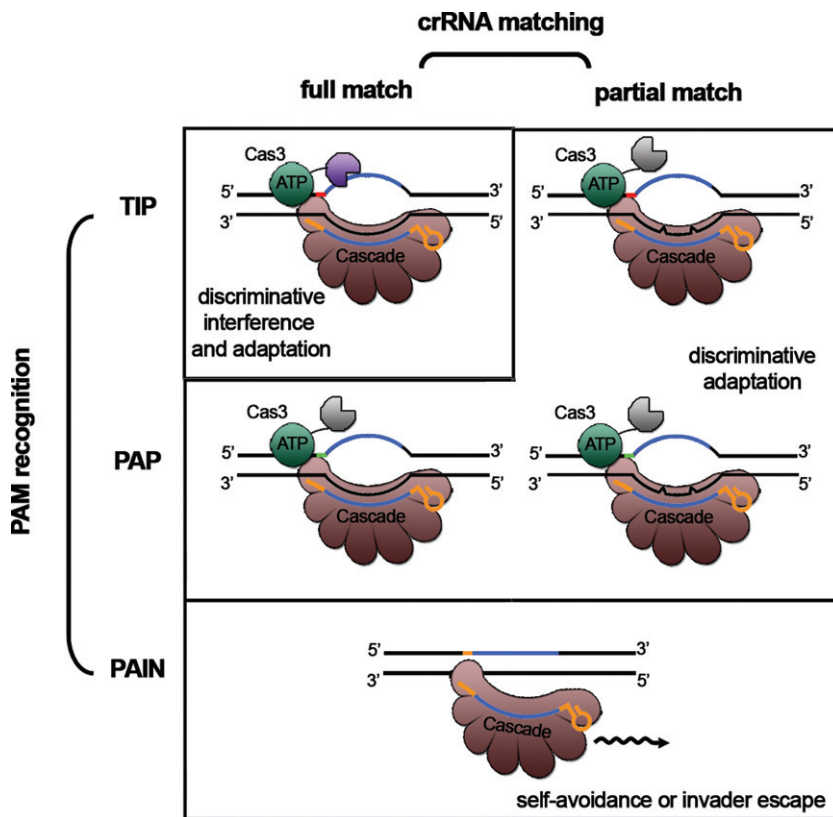 crRNA matching
full match
partial match
PAM recognition
TIP
Cas3
ATP
5'
3'
3'
5'
Cascade
discriminative
interference
and adaptation
Cas3
ATP
5'
3'
3'
5'
Cascade
discriminative
adaptation
PAP
Cas3
ATP
5'
3'
3'
5'
Cascade
Cas3
ATP
5'
3'
3'
5'
Cascade
PAIN
5'
3'
3'
5'
Cascade
self-avoidance or invader escape